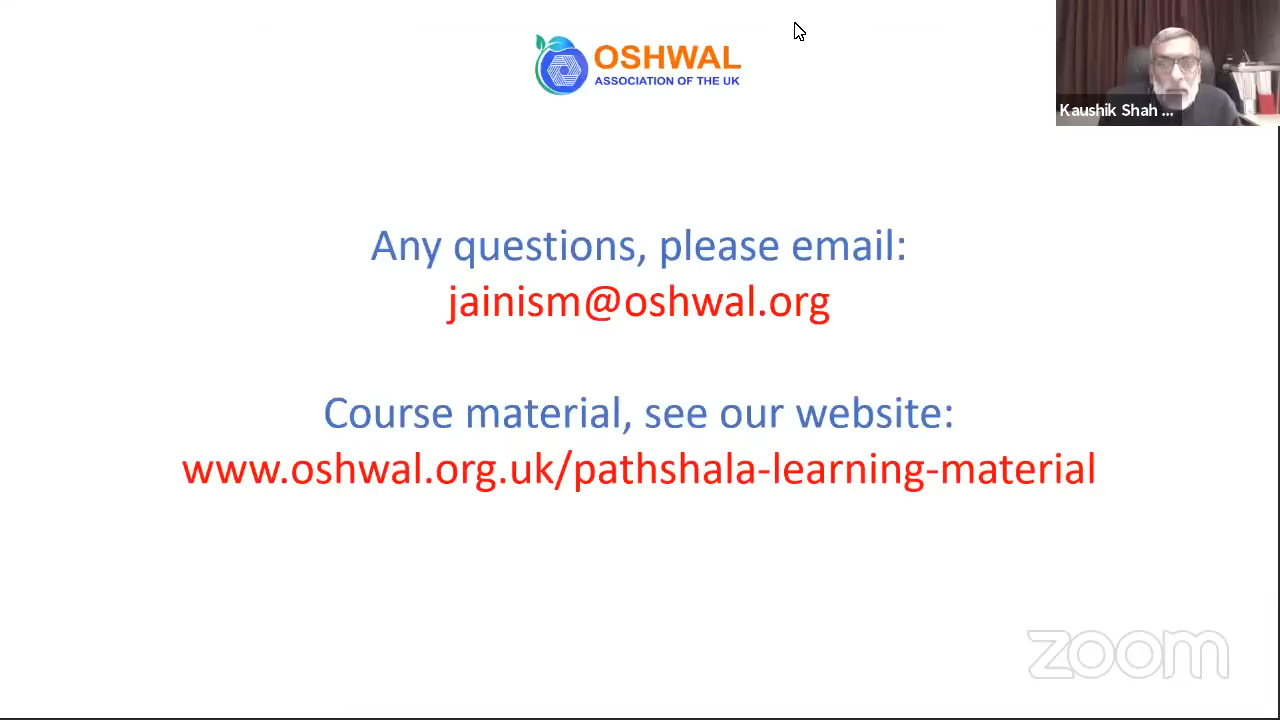 OSHWAL
ASSOCIATION OF THE UK
Kaushik Shah ...
Any questions, please email:
jainism@oshwal.org
Course material, see our website:
www.oshwal.org.uk/pathshala-learning-material
zoom